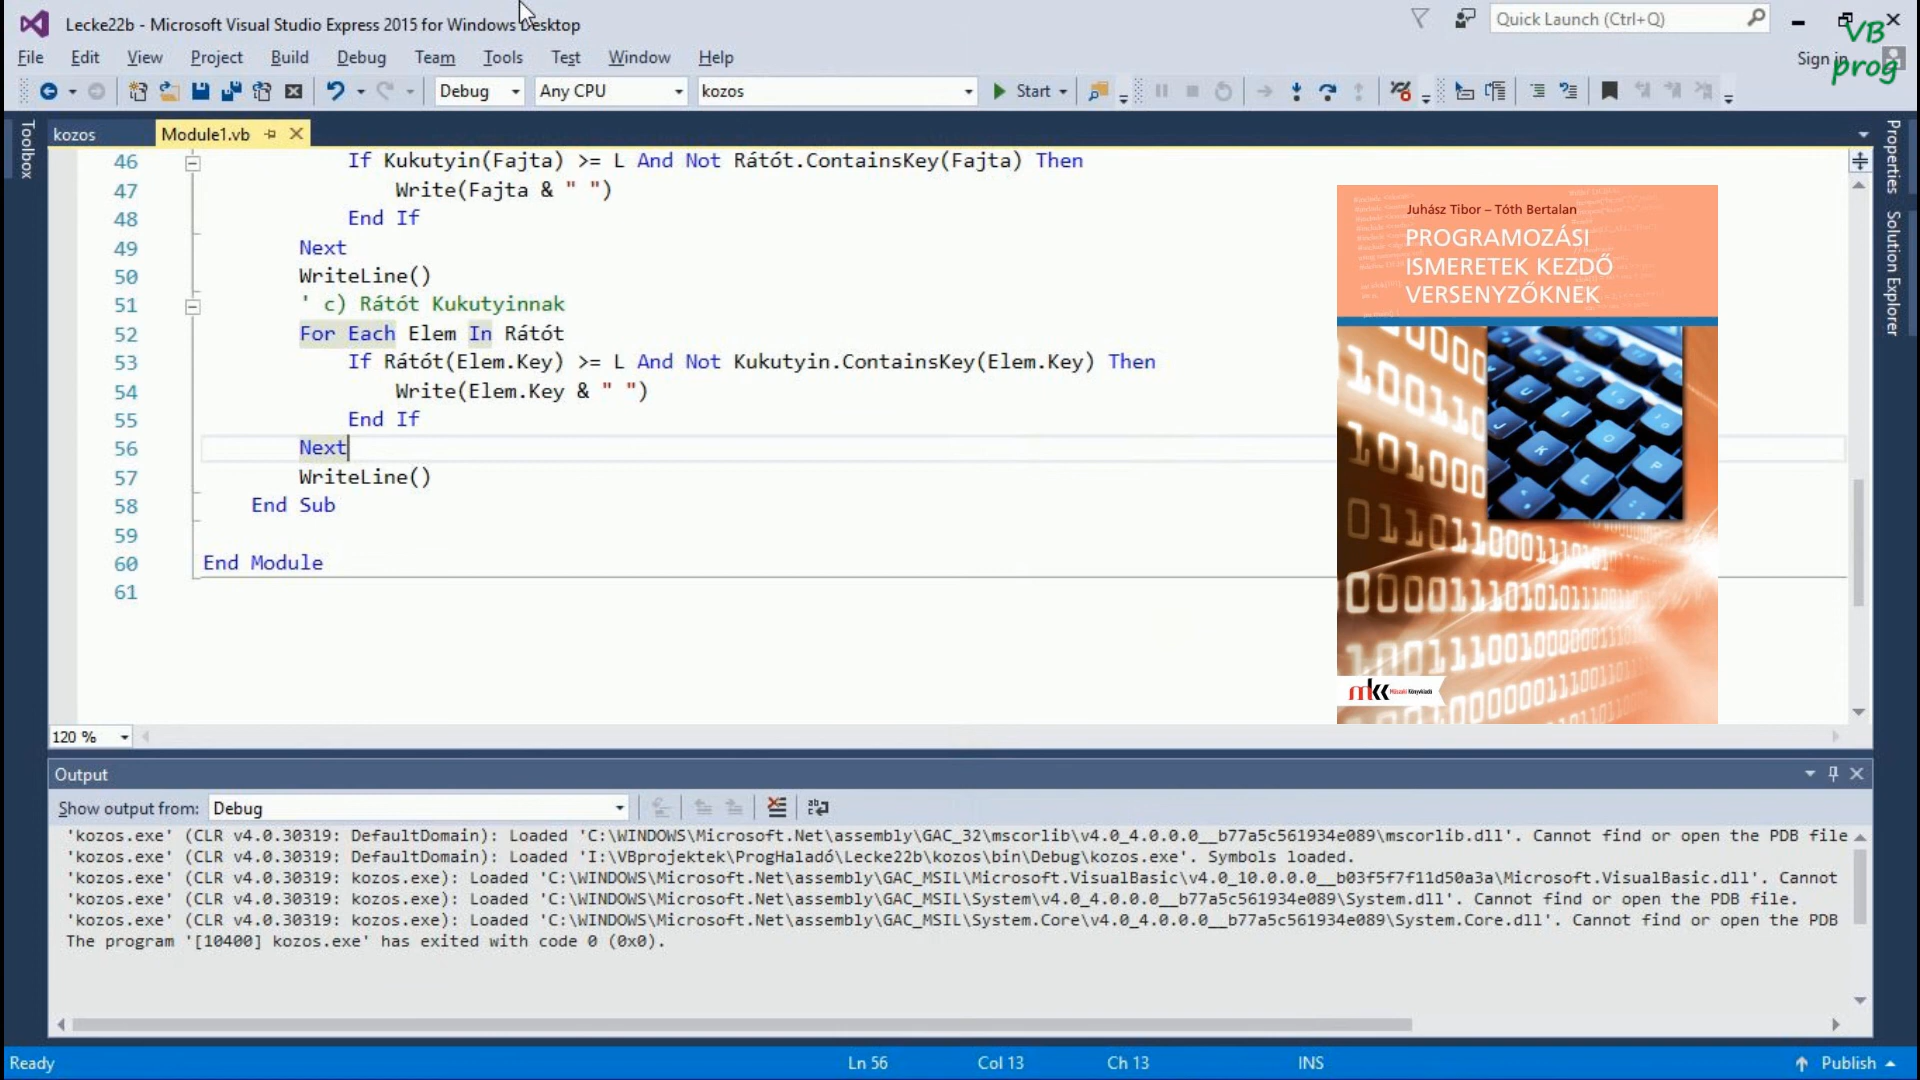 Lecke22b - Microsoft Visual Studio Express 2015 for Windows Desktop
Quick Launch (Ctrl+Q)
VB
prog
File Edit View Project Build Debug Team Tools Test Window Help
Sign in
Debug Any CPU kozos Start
Toolbox
kozos Module1.vb
Properties
Solution Explorer
46 If Kukutyin(Fajta) >= L And Not Rátót.ContainsKey(Fajta) Then
47 Write(Fajta & " ")
48 End If
49 Next
50 WriteLine()
51 ' c) Rátót Kukutyinnak
52 For Each Elem In Rátót
53 If Rátót(Elem.Key) >= L And Not Kukutyin.ContainsKey(Elem.Key) Then
54 Write(Elem.Key & " ")
55 End If
56 Next
57 WriteLine()
58 End Sub
59
60 End Module
61
Juhász Tibor – Tóth Bertalan
PROGRAMOZÁSI
ISMERETEK KEZDŐ
VERSENYZŐKNEK
Műszaki Könyvkiadó
120 %
Output
Show output from: Debug
'kozos.exe' (CLR v4.0.30319: DefaultDomain): Loaded 'C:\WINDOWS\Microsoft.Net\assembly\GAC_32\mscorlib\v4.0_4.0.0.0__b77a5c561934e089\mscorlib.dll'. Cannot find or open the PDB file
'kozos.exe' (CLR v4.0.30319: DefaultDomain): Loaded 'I:\VBprojektek\ProgHaladó\Lecke22b\kozos\bin\Debug\kozos.exe'. Symbols loaded.
'kozos.exe' (CLR v4.0.30319: kozos.exe): Loaded 'C:\WINDOWS\Microsoft.Net\assembly\GAC_MSIL\Microsoft.VisualBasic\v4.0_10.0.0.0__b03f5f7f11d50a3a\Microsoft.VisualBasic.dll'. Cannot
'kozos.exe' (CLR v4.0.30319: kozos.exe): Loaded 'C:\WINDOWS\Microsoft.Net\assembly\GAC_MSIL\System\v4.0_4.0.0.0__b77a5c561934e089\System.dll'. Cannot find or open the PDB file.
'kozos.exe' (CLR v4.0.30319: kozos.exe): Loaded 'C:\WINDOWS\Microsoft.Net\assembly\GAC_MSIL\System.Core\v4.0_4.0.0.0__b77a5c561934e089\System.Core.dll'. Cannot find or open the PDB
The program '[10400] kozos.exe' has exited with code 0 (0x0).
Ready Ln 56 Col 13 Ch 13 INS Publish